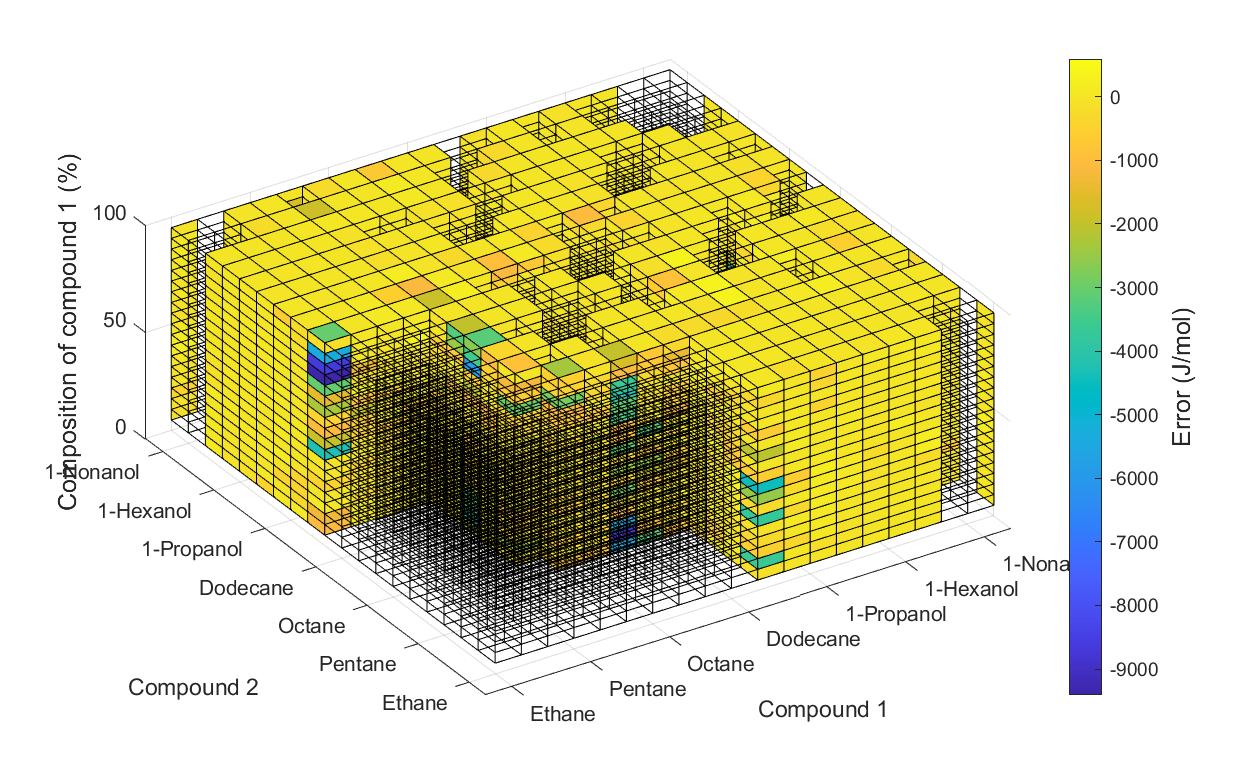 Composition of compound 1 (%)
100
50
0
1-Nonanol
1-Hexanol
1-Propanol
Dodecane
Octane
Pentane
Ethane
Compound 2
Ethane
Pentane
Octane
Dodecane
1-Propanol
1-Hexanol
1-Nona
Compound 1
0
-1000
-2000
-3000
-4000
-5000
-6000
-7000
-8000
-9000
Error (J/mol)